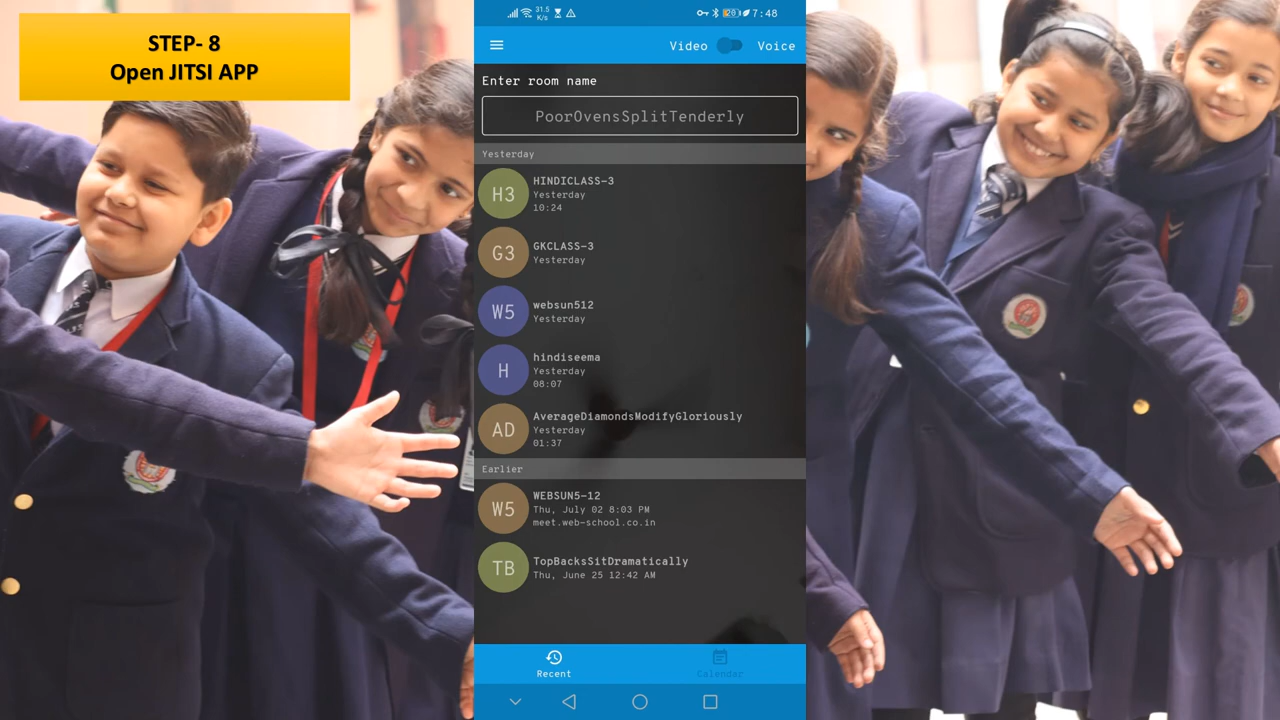 STEP- 8
Open JITSI APP
31.5
K/s
20
7:48
Video
Voice
Enter room name
PoorOvensSplitTenderly
Yesterday
H3
HINDICLASS-3
Yesterday
10:24
G3
GKCLASS-3
Yesterday
W5
websun512
Yesterday
H
hindiseema
Yesterday
08:07
AD
AverageDiamondsModifyGloriously
Yesterday
01:37
Earlier
W5
WEBSUN5-12
Thu, July 02 8:03 PM
meet.web-school.co.in
TB
TopBacksSitDramatically
Thu, June 25 12:42 AM
Recent
Calendar